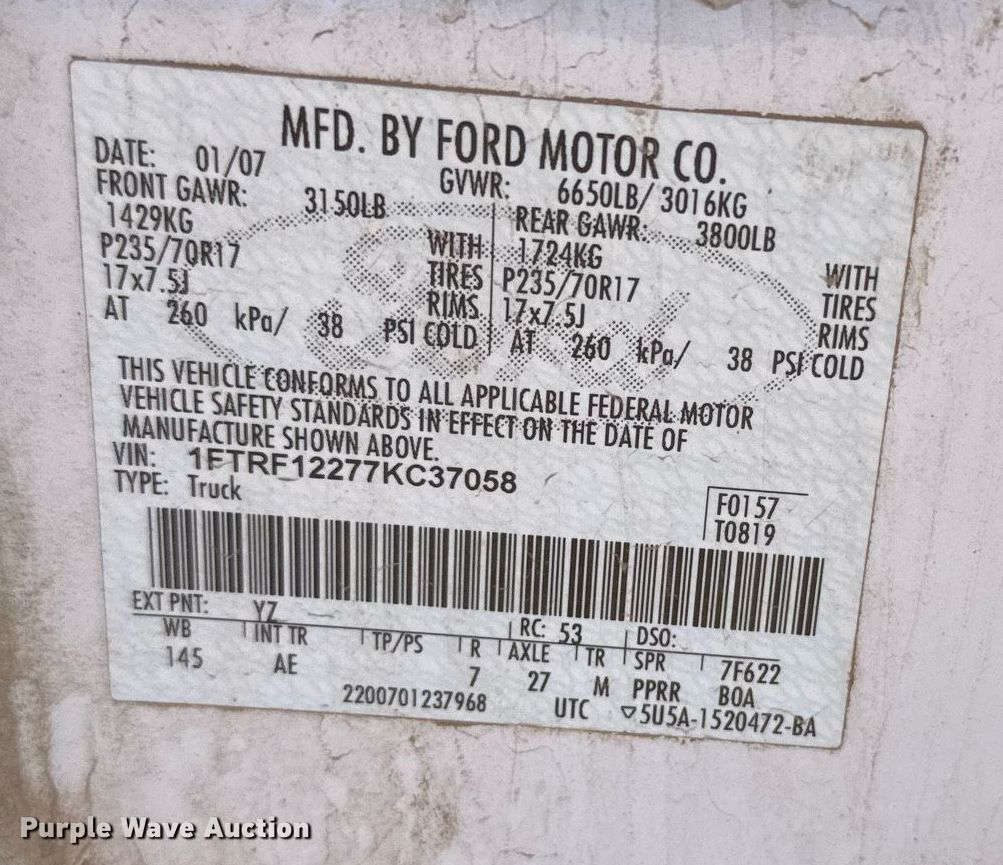 MFD. BY FORD MOTOR CO.
DATE: 01/07 GVWR: 6650LB/ 3016KG
FRONT GAWR: 3150LB REAR GAWR: 3800LB
1429KG WITH 1724KG WITH
P235/70R17 TIRES P235/70R17 TIRES
17x7.5J RIMS 17x7.5J RIMS
AT 260 kPa/ 38 PSI COLD AT 260 kPa/ 38 PSI COLD
THIS VEHICLE CONFORMS TO ALL APPLICABLE FEDERAL MOTOR
VEHICLE SAFETY STANDARDS IN EFFECT ON THE DATE OF
MANUFACTURE SHOWN ABOVE.
VIN: 1FTRF12277KC37058
TYPE: Truck
F0157
T0819
EXT PNT: YZ RC: 53 DSO:
WB INT TR TP/PS R AXLE TR SPR 7F622
145 AE 7 27 M PPRR B0A
2200701237968 UTC ▽5U5A-1520472-BA
Purple Wave Auction